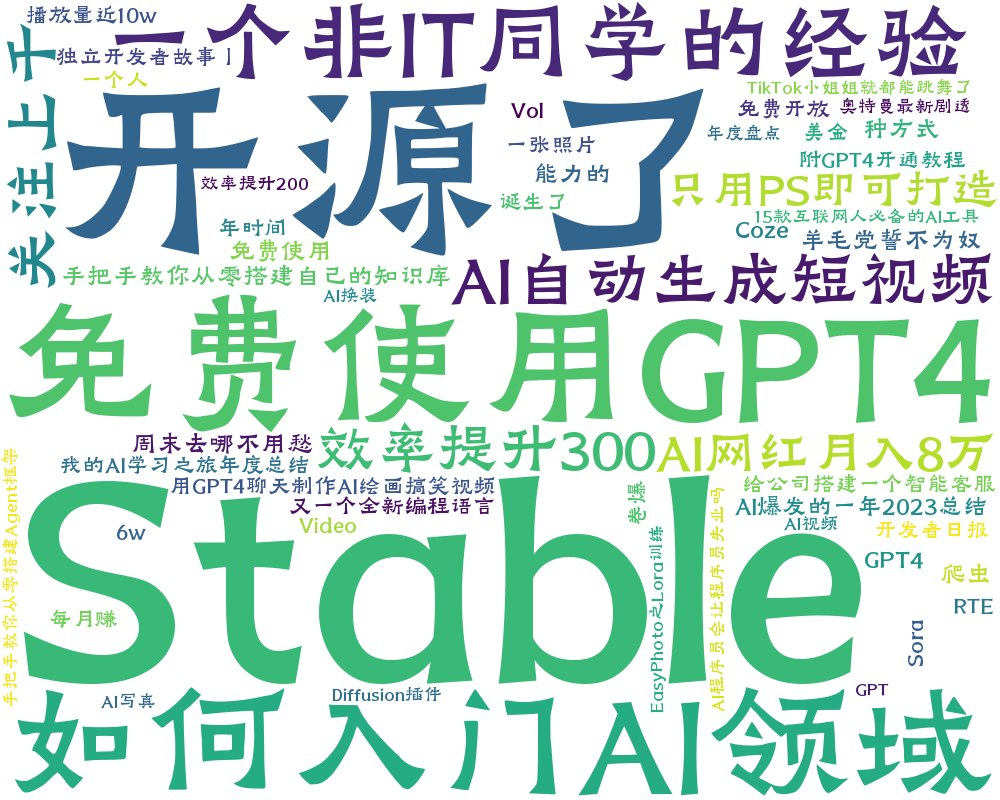 播放量近10w
一个非IT同学的经验
关注上千
独立开发者故事丨
一个人
开源了
TikTok小姐姐就都能跳舞了
Vol
免费开放
奥特曼最新剧透
一张照片
年度盘点
美金
种方式
能力的
附GPT4开通教程
效率提升200
只用PS即可打造
诞生了
15款互联网人必备的AI工具
年时间
Coze
羊毛党誓不为奴
免费使用
手把手教你从零搭建自己的知识库
AI自动生成短视频
AI换装
免费使用GPT4
周末去哪不用愁
效率提升300
AI网红月入8万
我的AI学习之旅年度总结
用GPT4聊天制作AI绘画搞笑视频
给公司搭建一个智能客服
又一个全新编程语言
卷爆
AI爆发的一年2023总结
Video
AI视频
开发者日报
6w
Stable
GPT4
爬虫
手把手教你从零搭建Agent框架
EasyPhoto之Lora训练
AI程序员会让程序员失业吗
RTE
每月赚
Sora
AI写真
Diffusion插件
GPT
如何入门AI领域